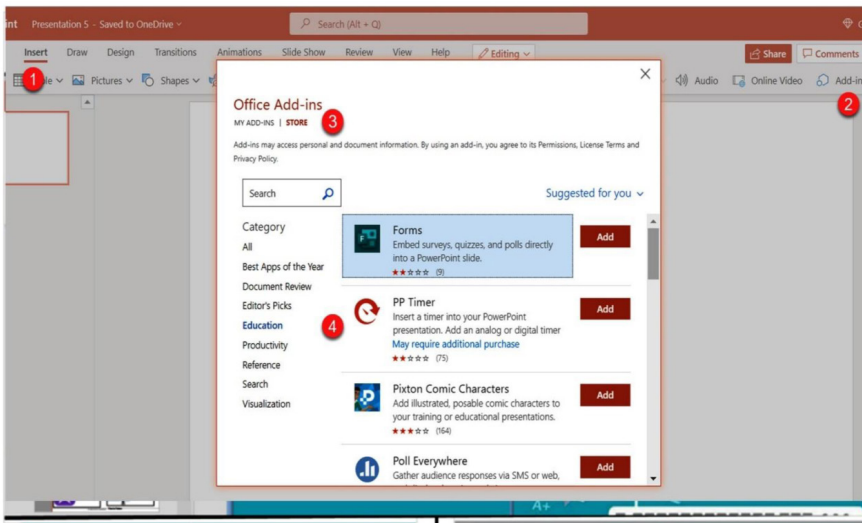 int Presentation 5 - Saved to OneDrive
Search (Alt + Q)
Insert Draw Design Transitions Animations Slide Show Review View Help Editing Share Comments
1 le Pictures Shapes Audio Online Video Add-in
2
Office Add-ins
MY ADD-INS | STORE 3
Add-ins may access personal and document information. By using an add-in, you agree to its Permissions, License Terms and
Privacy Policy.
Search Suggested for you
Category
All
Best Apps of the Year
Document Review
Editor's Picks
Education 4
Productivity
Reference
Search
Visualization
Forms Add
Embed surveys, quizzes, and polls directly
into a PowerPoint slide.
(9)
PP Timer Add
Insert a timer into your PowerPoint
presentation. Add an analog or digital timer
May require additional purchase
(75)
Pixton Comic Characters Add
Add illustrated, posable comic characters to
your training or educational presentations.
(164)
Poll Everywhere Add
Gather audience responses via SMS or web,
A+